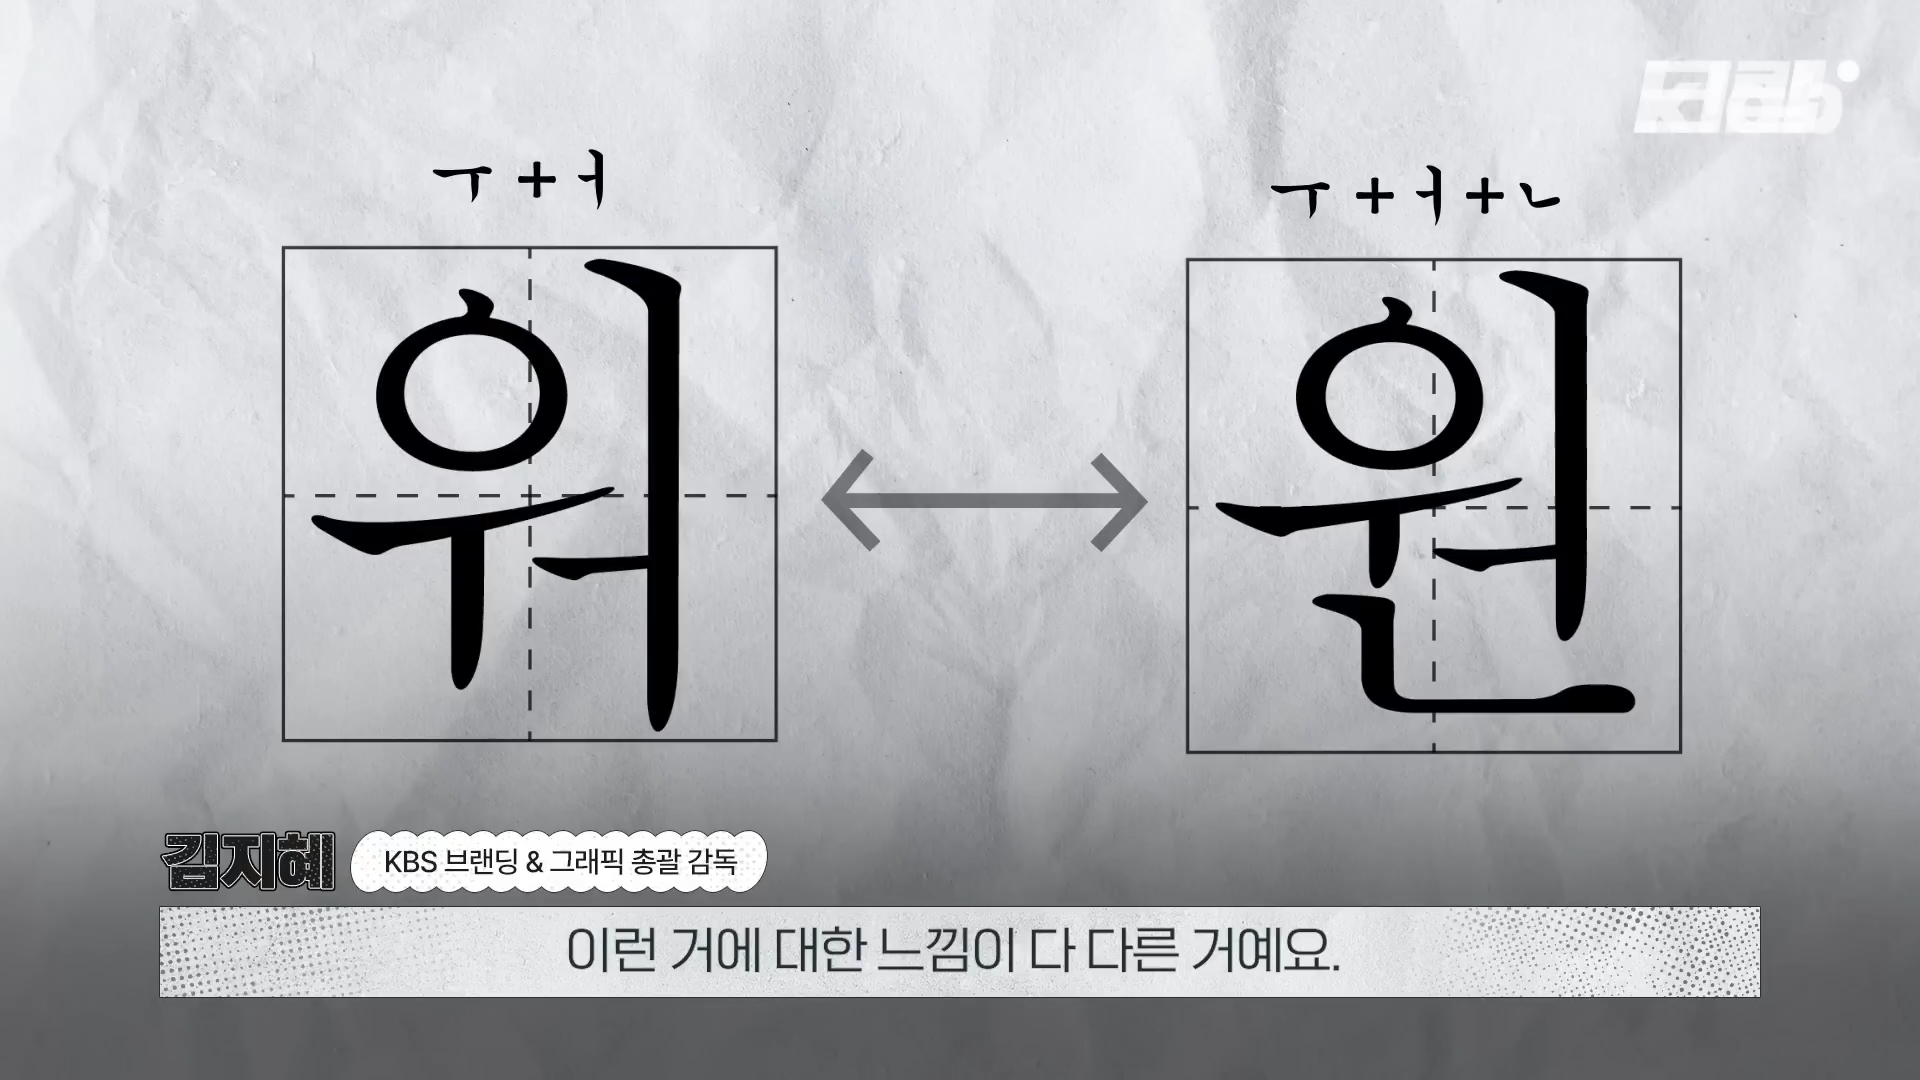 ㅜ + ㅓ
ㅜ + ㅓ + ㄴ
워
원
김지혜
KBS 브랜딩 & 그래픽 총괄 감독
이런 거에 대한 느낌이 다 다른 거예요.